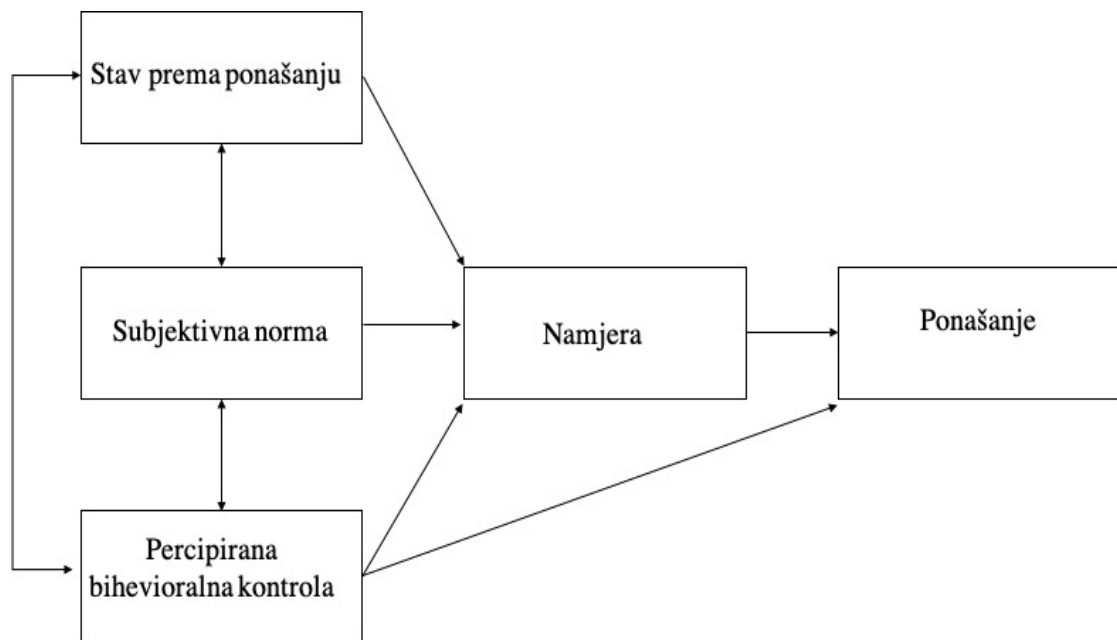 Stav prema ponašanju
Subjektivna norma
Namjera
Ponašanje
Percipirana
bihevioralna kontrola